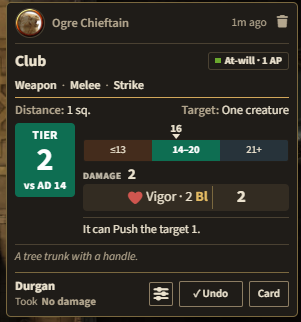 Ogre Chieftain 1m ago
Club At-will · 1 AP
Weapon · Melee · Strike
Distance: 1 sq. Target: One creature
TIER
2
vs AD 14
16
≤13 14–20 21+
DAMAGE 2
Vigor · 2 Bl 2
It can Push the target 1.
A tree trunk with a handle.
Durgan
Took No damage
✓Undo
Card